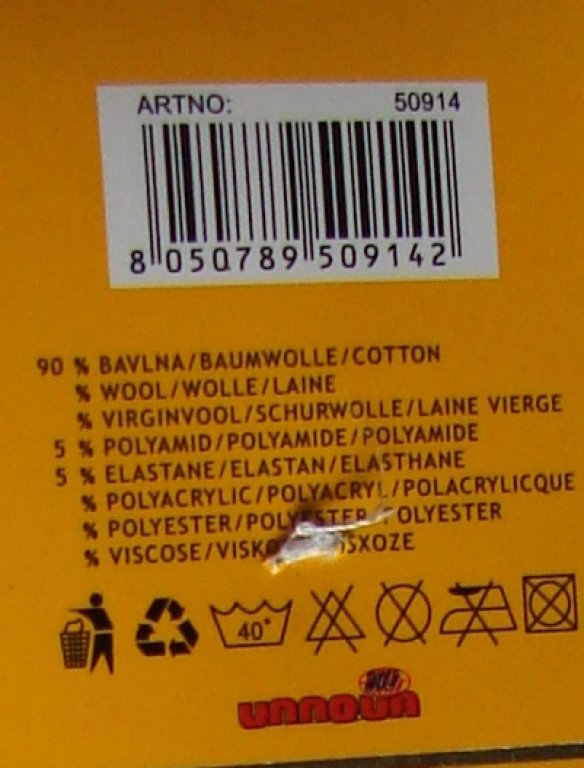 ARTNO: 50914
8 050789 509142
90 % BAVLNA/BAUMWOLLE/COTTON
% WOOL/WOLLE/LAINE
% VIRGINVOOL/SCHURWOLLE/LAINE VIERGE
5 % POLYAMID/POLYAMIDE/POLYAMIDE
5 % ELASTANE/ELASTAN/ELASTHANE
% POLYACRYLIC/POLYACRYL/POLACRYLICQUE
% POLYESTER/POLYESTER OLYESTER
% VISCOSE/
40°